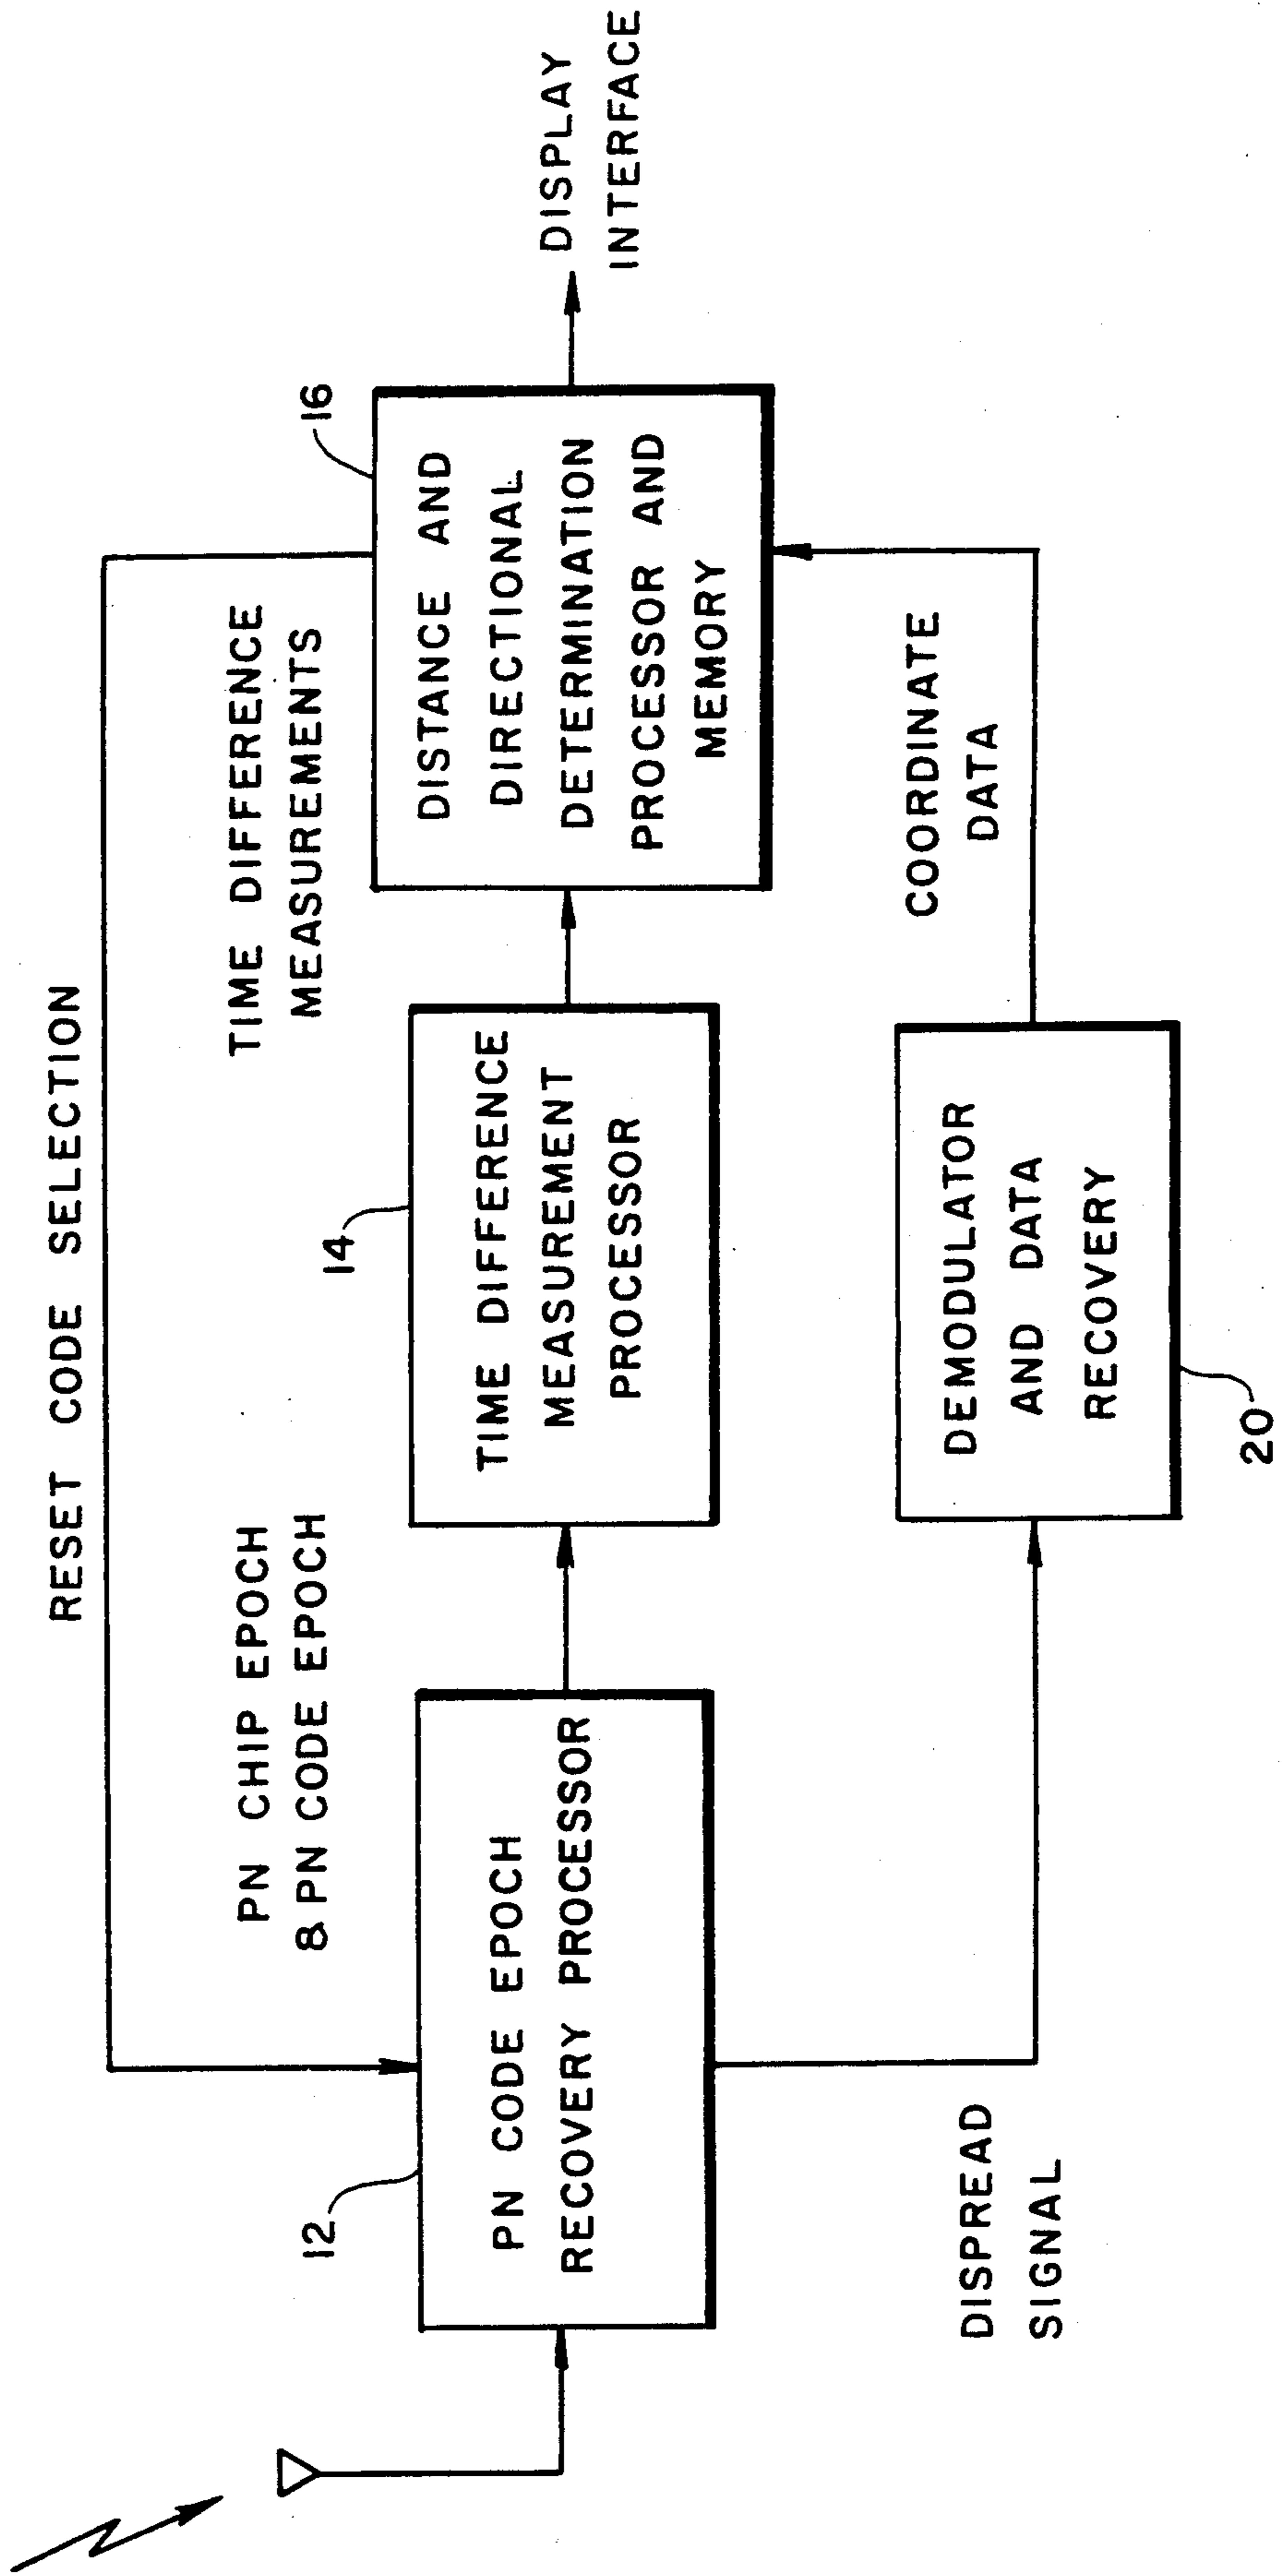 RESET CODE SELECTION
PN CHIP EPOCH
& PN CODE EPOCH
TIME DIFFERENCE
MEASUREMENTS
12
PN CODE EPOCH
RECOVERY PROCESSOR
14
TIME DIFFERENCE
MEASUREMENT
PROCESSOR
16
DISTANCE AND
DIRECTIONAL
DETERMINATION
PROCESSOR AND
MEMORY
DISPLAY
INTERFACE
DISPREAD
SIGNAL
DEMODULATOR
AND DATA
RECOVERY
20
COORDINATE
DATA